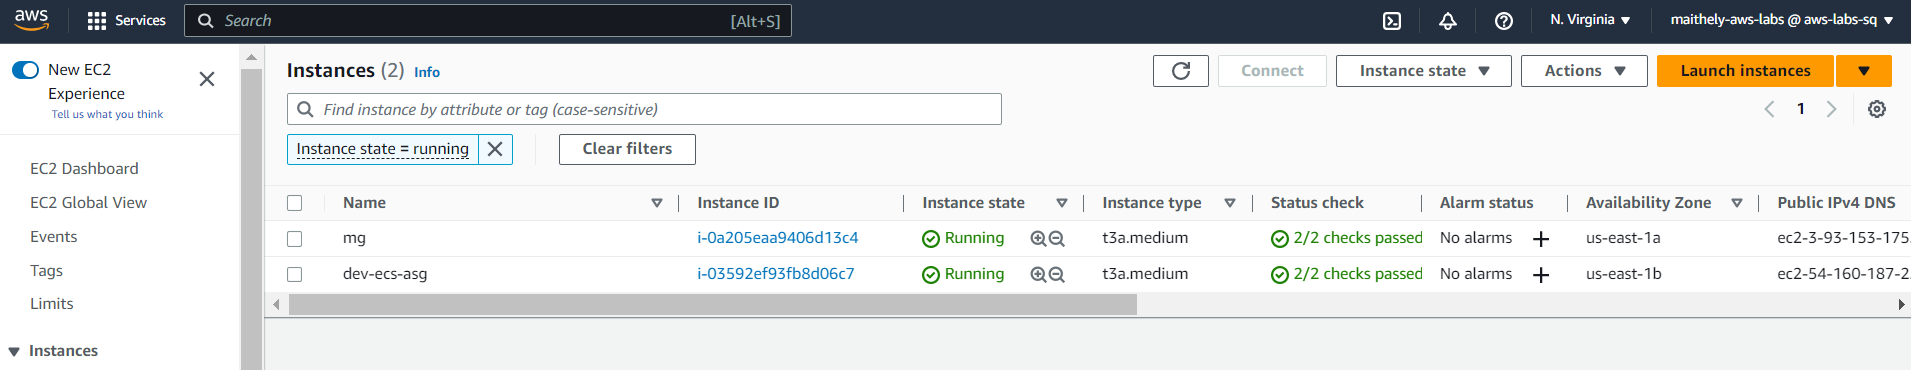 aws Services Search [Alt+S] N. Virginia maithely-aws-labs @ aws-labs-sq
New EC2
Experience
Tell us what you think
EC2 Dashboard
EC2 Global View
Events
Tags
Limits
Instances
Instances (2) Info Connect Instance state Actions Launch instances
Find instance by attribute or tag (case-sensitive) 1
Instance state = running Clear filters
Name Instance ID Instance state Instance type Status check Alarm status Availability Zone Public IPv4 DNS
mg i-0a205eaa9406d13c4 Running t3a.medium 2/2 checks passed No alarms us-east-1a ec2-3-93-153-175
dev-ecs-asg i-03592ef93fb8d06c7 Running t3a.medium 2/2 checks passed No alarms us-east-1b ec2-54-160-187-2